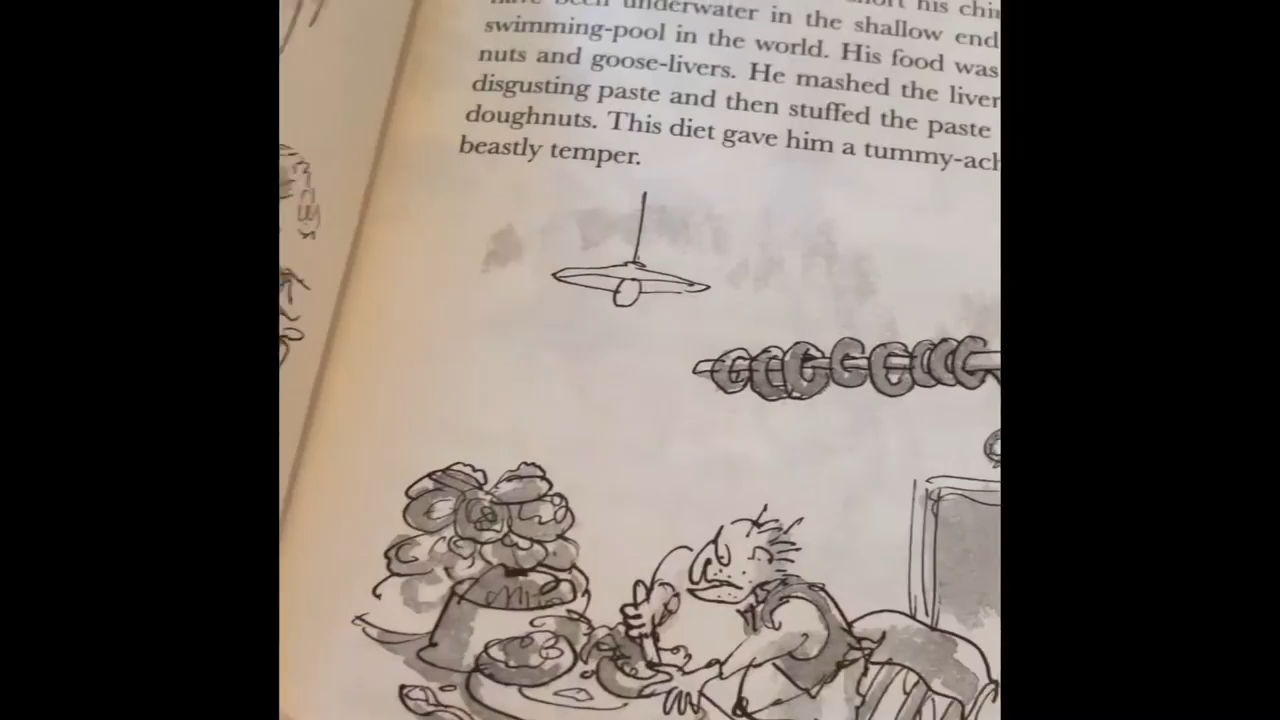 have been underwater in the shallow end
swimming-pool in the world. His food was
nuts and goose-livers. He mashed the liver
disgusting paste and then stuffed the paste
doughnuts. This diet gave him a tummy-ach
beastly temper.